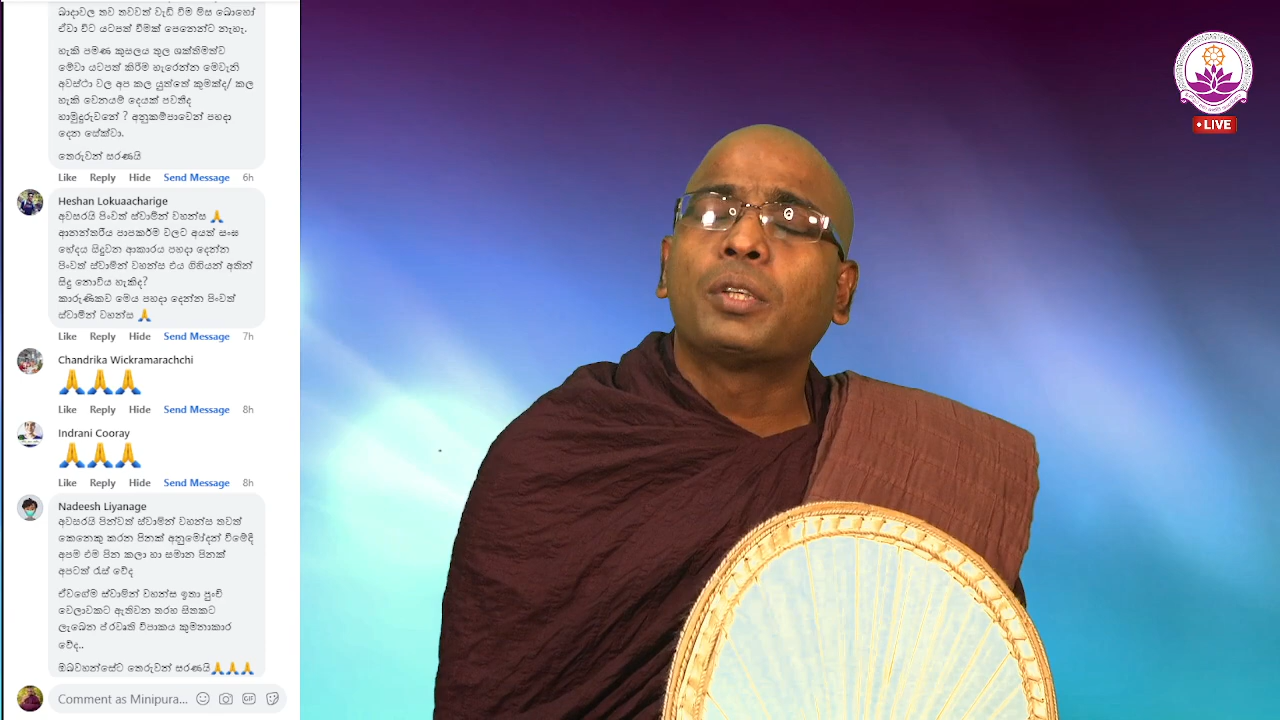 ඛාදාවල තව තවවත් වැඩි වීම මිස බොහෝ
ඒවා විට යටපත් වීමක් පෙනෙන්ට නැහැ.
හැකි පමණ කුසලය තුල ශක්තිමත්ව
මේවා යටපත් කිරීම හැරෙන්න මෙවැනි
අවස්ථා වල අප කල යුත්තේ කුමක්ද/ කල
හැකි වෙනයම් දෙයක් පවතීද
හාමුදුරුවනේ ? අනුකම්පාවෙන් පහදා
දෙන සේක්වා.
තෙරුවන් සරණයි
Like Reply Hide Send Message 6h
Heshan Lokuaacharige
අවසරයි පිංවත් ස්වාමින් වහන්ස 🙏
ආනන්තරීය පාපකර්ම වලට අයත් සංඝ
භේදය සිදුවන ආකාරය පහදා දෙන්න
පිංවත් ස්වාමින් වහන්ස එය ගිහියන් අතින්
සිදු නොවිය හැකිද?
කාරුණිකව මෙය පහදා දෙන්න පිංවත්
ස්වාමින් වහන්ස 🙏
Like Reply Hide Send Message 7h
Chandrika Wickramarachchi
🙏🙏🙏
Like Reply Hide Send Message 8h
Indrani Cooray
🙏🙏🙏
Like Reply Hide Send Message 8h
Nadeesh Liyanage
අවසරයි පින්වත් ස්වාමින් වහන්ස තවත්
කෙනෙකු කරන පිනක් අනුමෝදන් වීමේදී
අපම එම පින කලා හා සමාන පිනක්
අපටත් රැස් වේද
ඒවගේම ස්වාමින් වහන්ස ඉතා පුංචි
වෙලාවකට ඇතිවන තරහ සිතකට
ලැබෙන ප්රවෘති විපාකය කුමනාකාර
වේද..
ඔබවහන්සේට තෙරුවන් සරණයි🙏🙏🙏
Comment as Minipura...
GIF
• LIVE